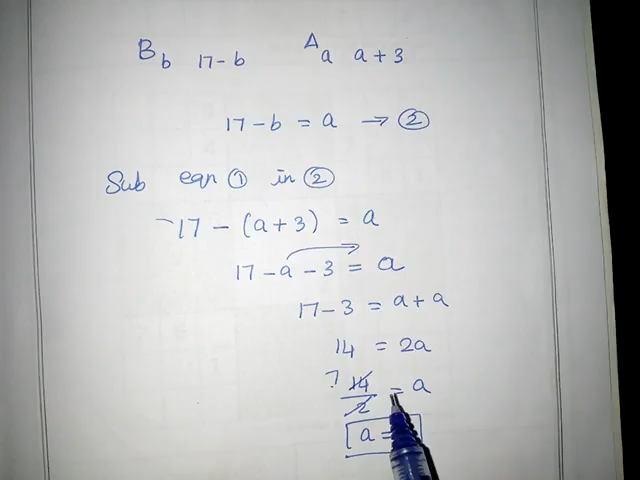 B b 17-b A a a+3
17-b = a → ②
Sub eqn ① in ②
17 - (a+3) = a
17-a-3 = a
17-3 = a+a
14 = 2a
7 14/2 = a
a =